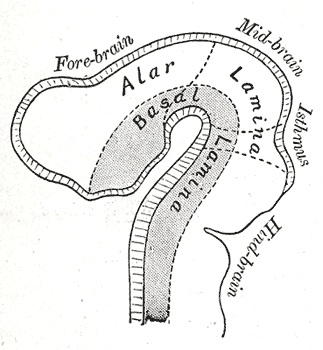 Fore-brain
Mid-brain
Isthmus
Hind-brain
Alar Lamina
Basal Lamina